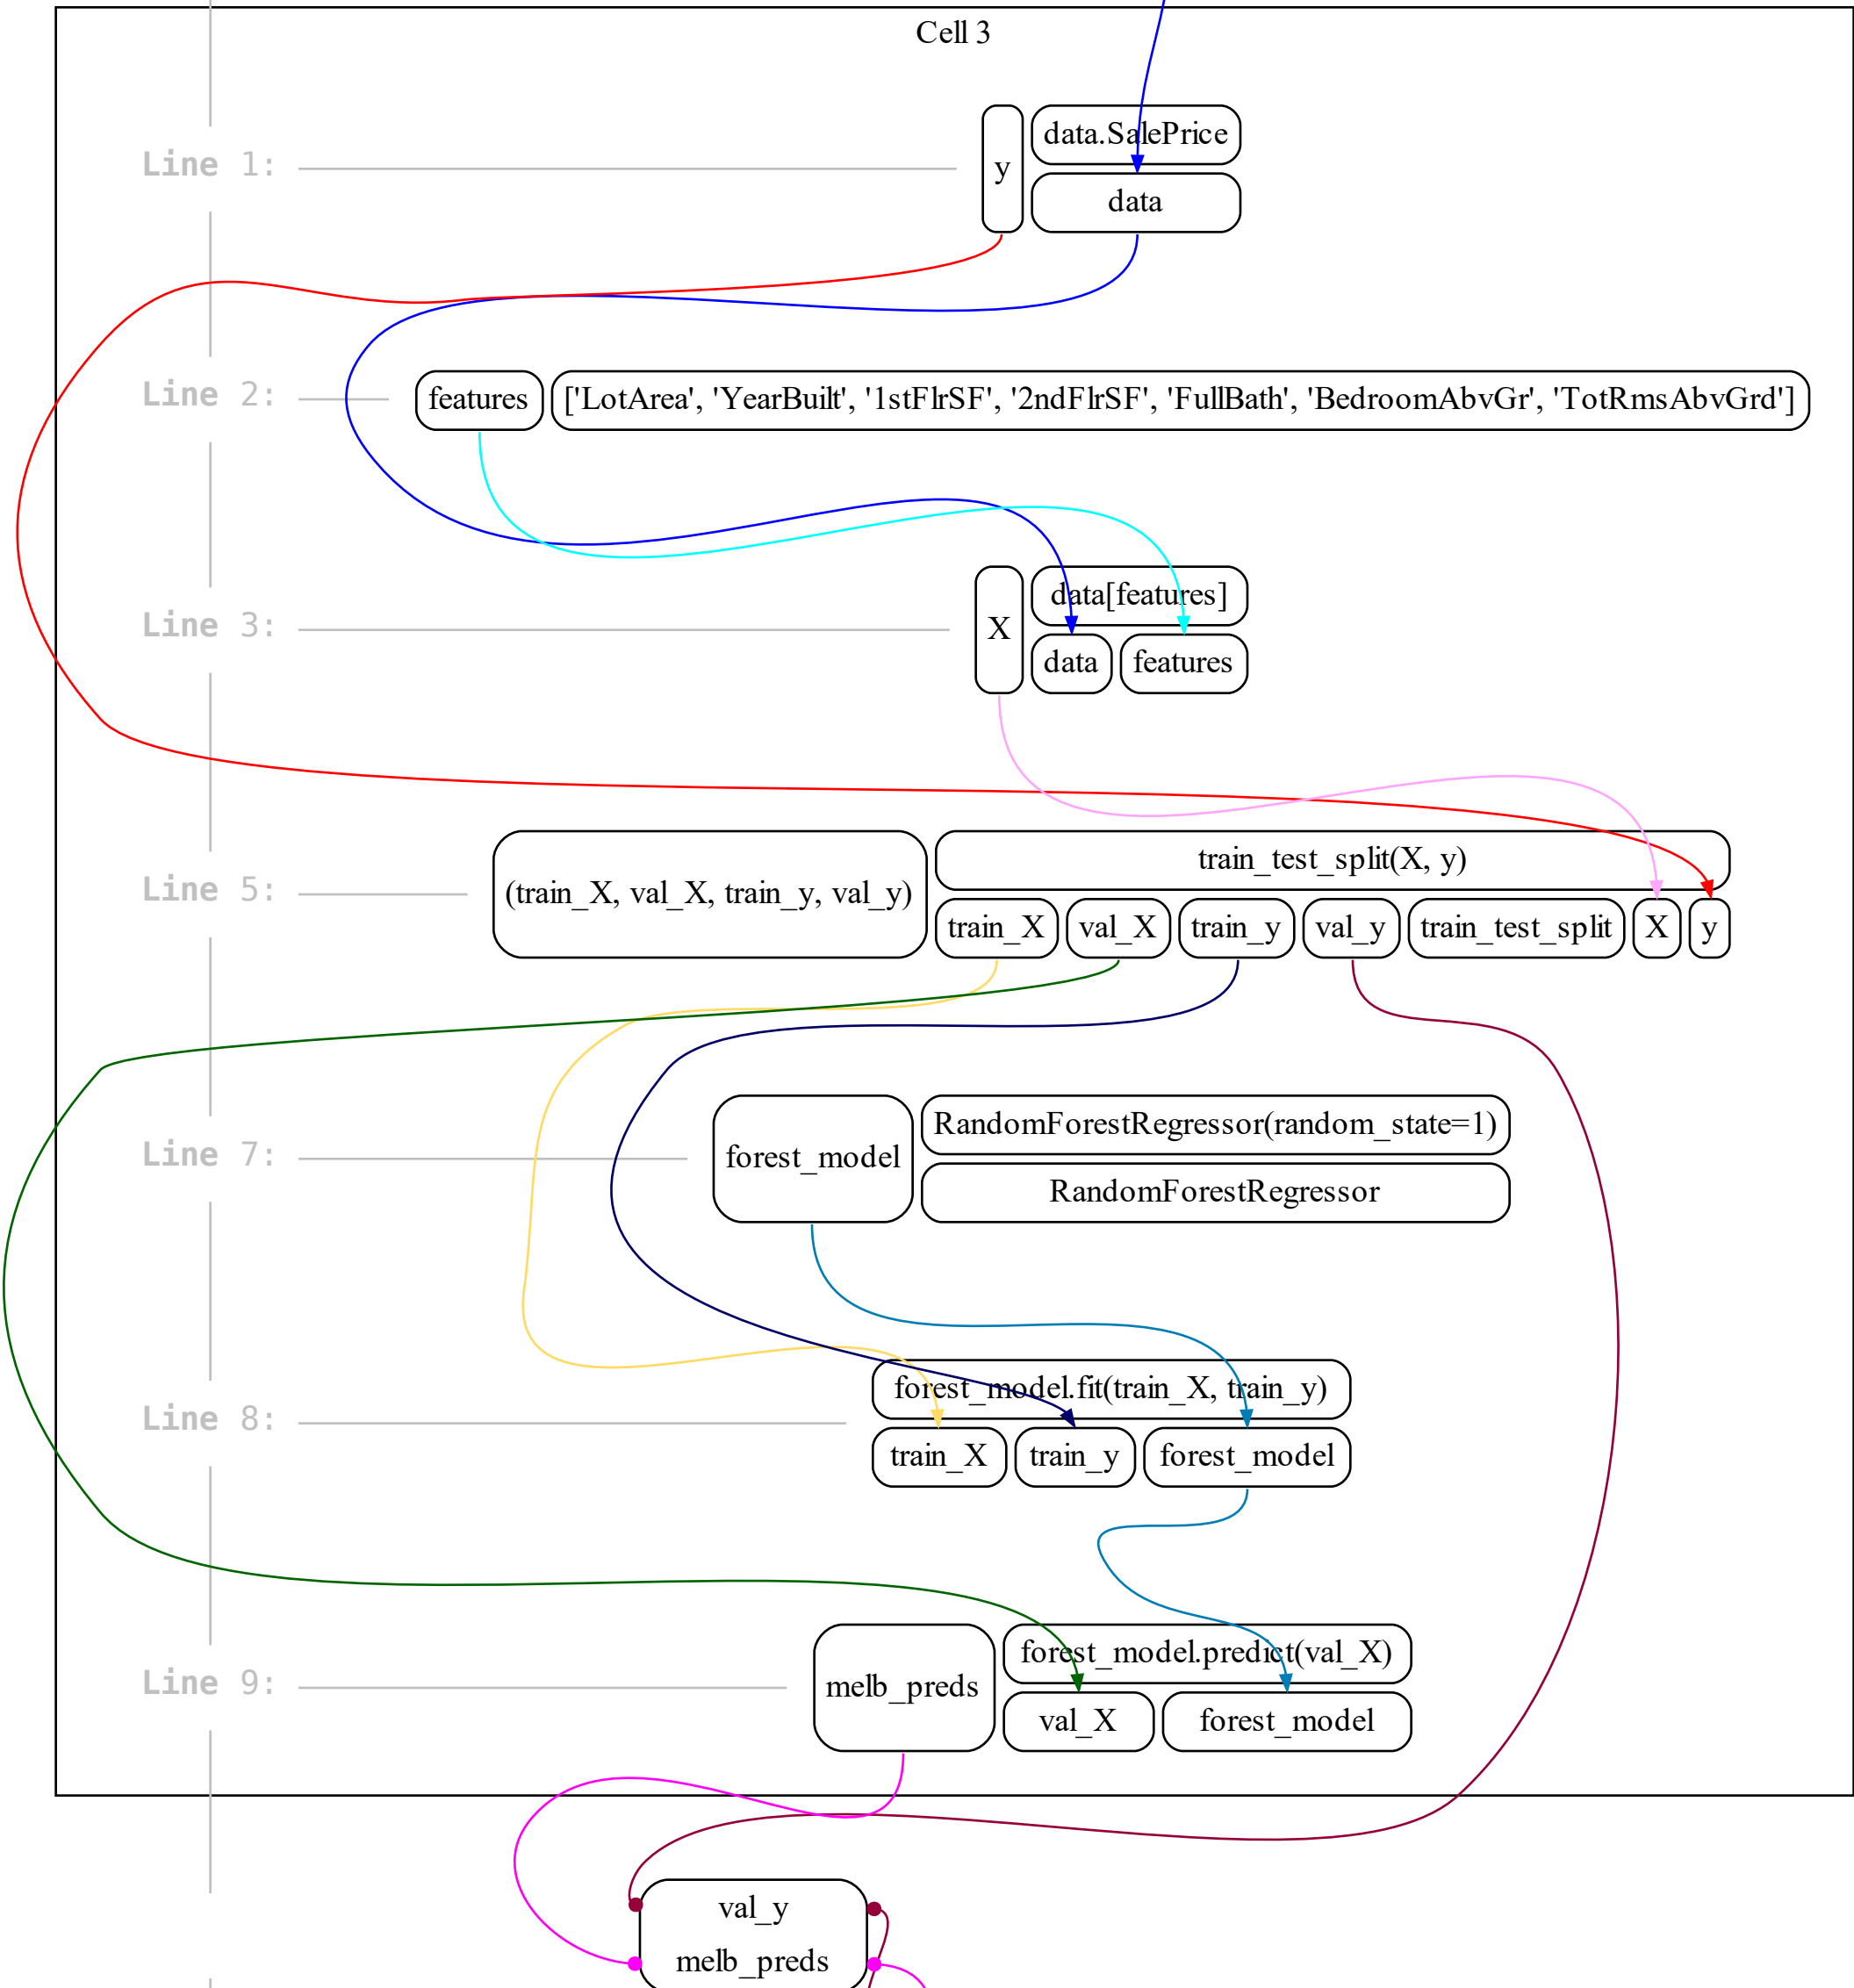 Cell 3
Line 1:
y
data.SalePrice
data
Line 2:
features
['LotArea', 'YearBuilt', '1stFlrSF', '2ndFlrSF', 'FullBath', 'BedroomAbvGr', 'TotRmsAbvGrd']
Line 3:
X
data[features]
data
features
Line 5:
(train_X, val_X, train_y, val_y)
train_test_split(X, y)
train_X
val_X
train_y
val_y
train_test_split
X
y
Line 7:
forest_model
RandomForestRegressor(random_state=1)
RandomForestRegressor
Line 8:
forest_model.fit(train_X, train_y)
train_X
train_y
forest_model
Line 9:
melb_preds
forest_model.predict(val_X)
val_X
forest_model
val_y
melb_preds